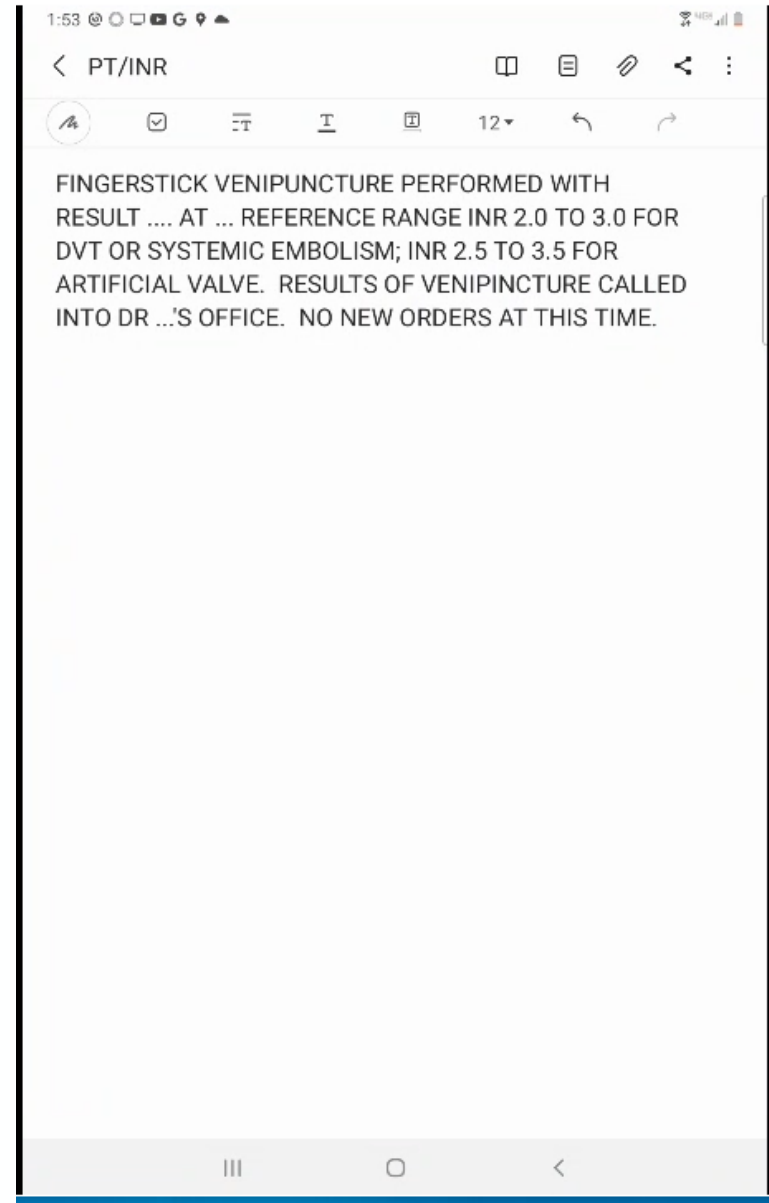 1:53
PT/INR
12
FINGERSTICK VENIPUNCTURE PERFORMED WITH
RESULT .... AT ... REFERENCE RANGE INR 2.0 TO 3.0 FOR
DVT OR SYSTEMIC EMBOLISM; INR 2.5 TO 3.5 FOR
ARTIFICIAL VALVE.  RESULTS OF VENIPINCTURE CALLED
INTO DR ...'S OFFICE.  NO NEW ORDERS AT THIS TIME.